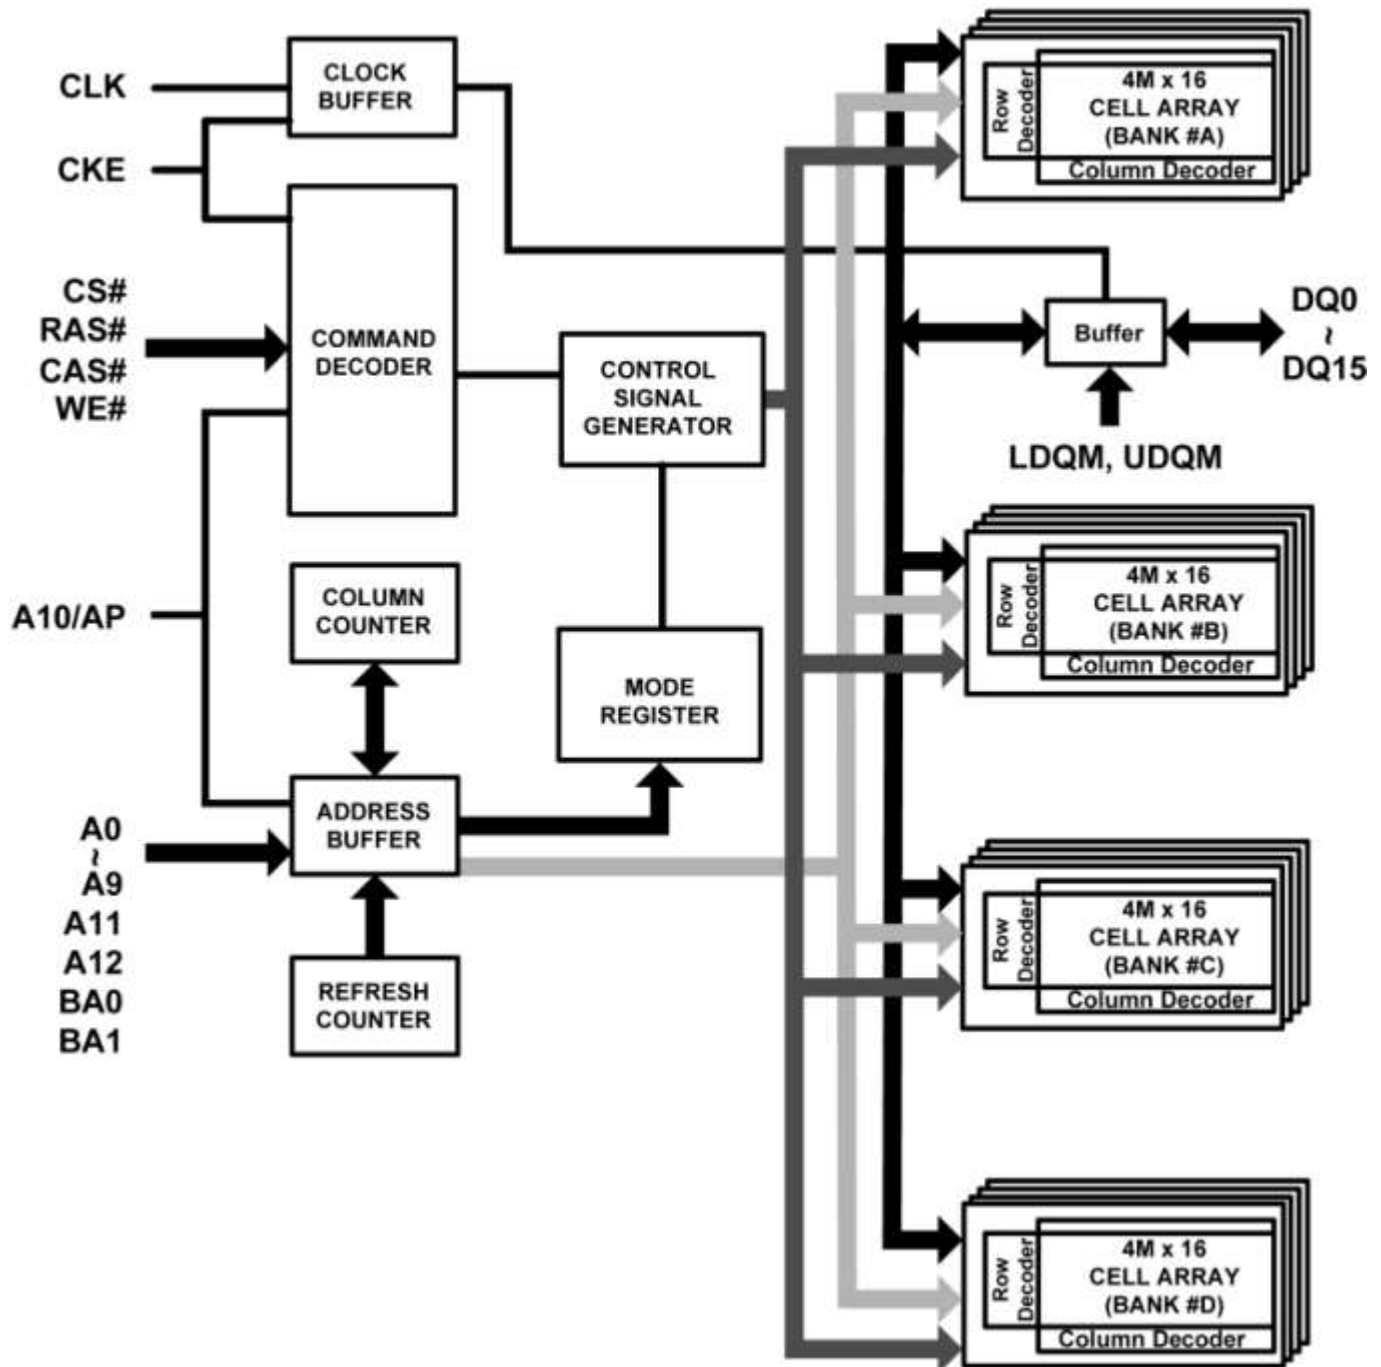 CLK
CKE
CS#
RAS#
CAS#
WE#
A10/AP
A0
~
A9
A11
A12
BA0
BA1
CLOCK
BUFFER
COMMAND
DECODER
COLUMN
COUNTER
ADDRESS
BUFFER
REFRESH
COUNTER
CONTROL
SIGNAL
GENERATOR
MODE
REGISTER
Row
Decoder
4M x 16
CELL ARRAY
(BANK #A)
Column Decoder
Buffer
DQ0
~
DQ15
LDQM, UDQM
Row
Decoder
4M x 16
CELL ARRAY
(BANK #B)
Column Decoder
Row
Decoder
4M x 16
CELL ARRAY
(BANK #C)
Column Decoder
Row
Decoder
4M x 16
CELL ARRAY
(BANK #D)
Column Decoder